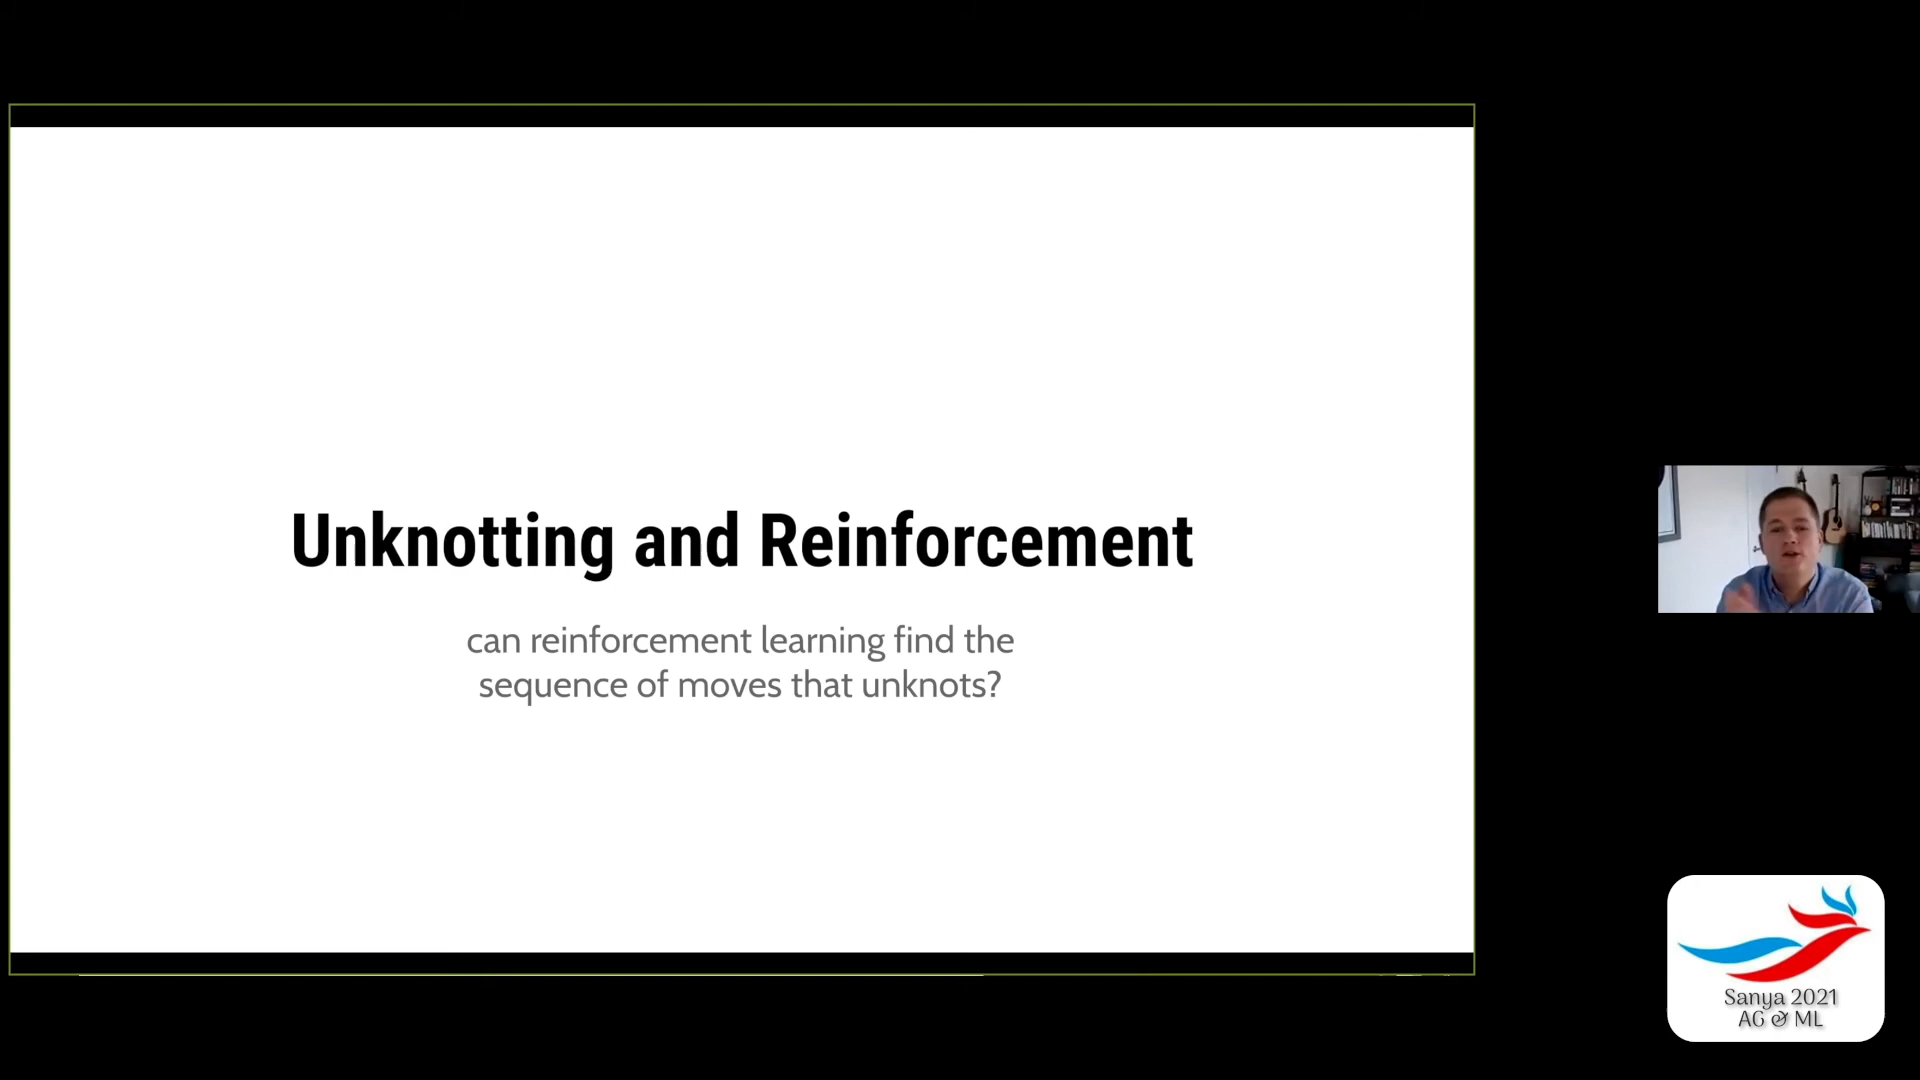 Unknotting and Reinforcement
can reinforcement learning find the
sequence of moves that unknots?
Sanya 2021
AG & ML